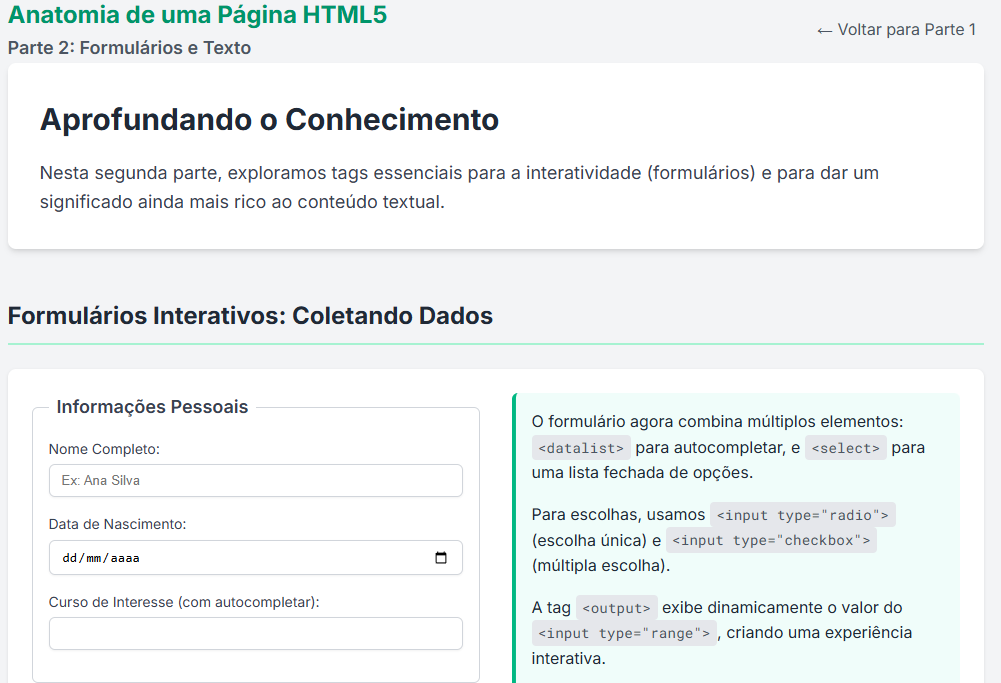 Anatomia de uma Página HTML5
Parte 2: Formulários e Texto
← Voltar para Parte 1
Aprofundando o Conhecimento
Nesta segunda parte, exploramos tags essenciais para a interatividade (formulários) e para dar um
significado ainda mais rico ao conteúdo textual.
Formulários Interativos: Coletando Dados
Informações Pessoais
Nome Completo:
Ex: Ana Silva
Data de Nascimento:
dd/mm/aaaa
Curso de Interesse (com autocompletar):
O formulário agora combina múltiplos elementos:
<datalist> para autocompletar, e <select> para
uma lista fechada de opções.
Para escolhas, usamos <input type="radio">
(escolha única) e <input type="checkbox">
(múltipla escolha).
A tag <output> exibe dinamicamente o valor do
<input type="range">, criando uma experiência
interativa.